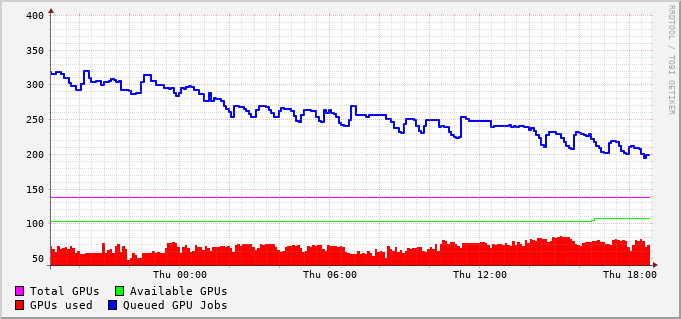 400
350
300
250
200
150
100
50
Thu 00:00 Thu 06:00 Thu 12:00 Thu 18:00
Total GPUs Available GPUs
GPUs used Queued GPU Jobs
RRDTOOL / TOBI OETIKER